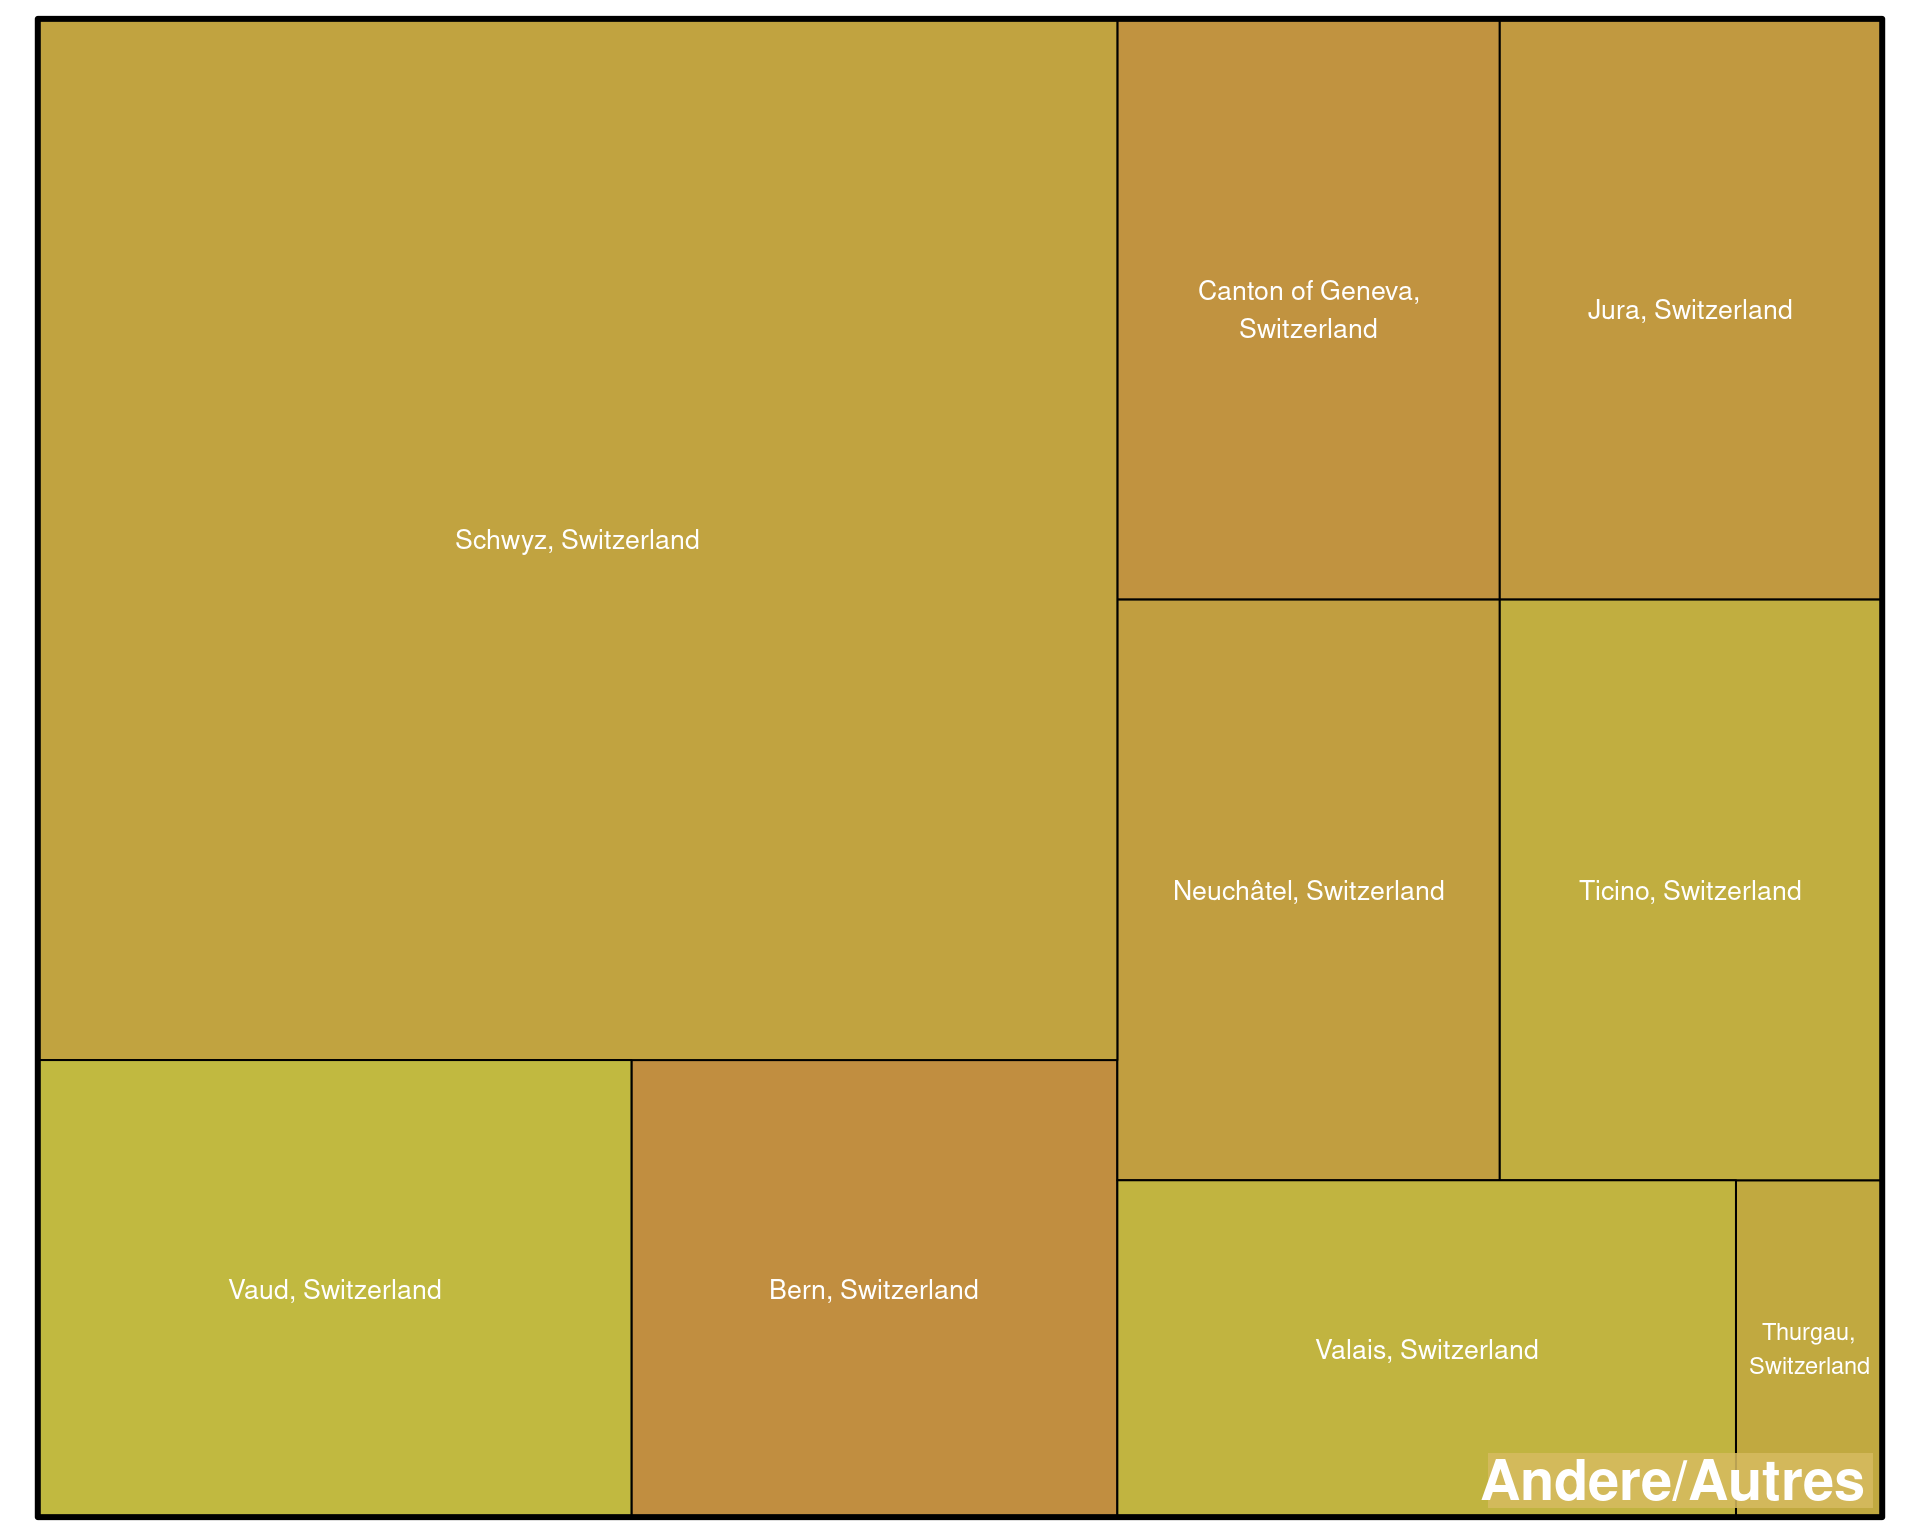 Schwyz, Switzerland
Canton of Geneva,
Switzerland
Jura, Switzerland
Neuchâtel, Switzerland
Ticino, Switzerland
Vaud, Switzerland
Bern, Switzerland
Valais, Switzerland
Thurgau,
Switzerland
Andere/Autres